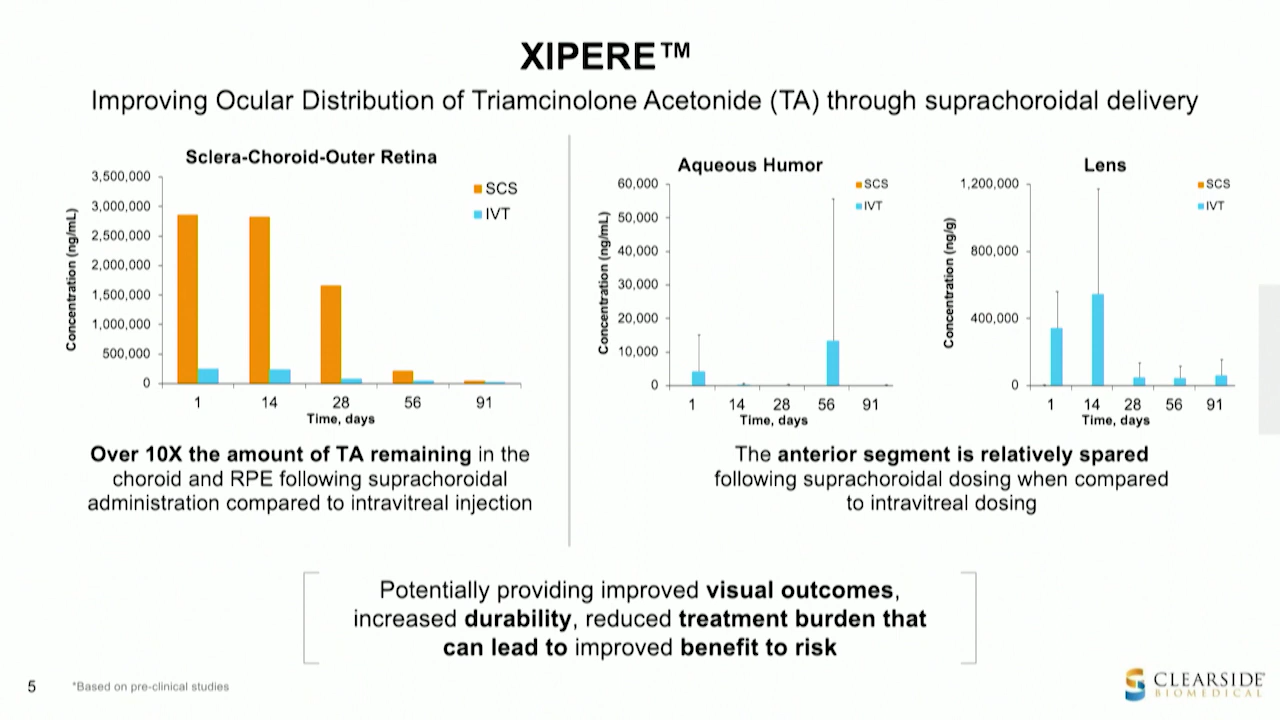 XIPERE™
Improving Ocular Distribution of Triamcinolone Acetonide (TA) through suprachoroidal delivery
Sclera-Choroid-Outer Retina
Concentration (ng/mL)
3,500,000
3,000,000
2,500,000
2,000,000
1,500,000
1,000,000
500,000
0
SCS
IVT
1 14 28 56 91
Time, days
Over 10X the amount of TA remaining in the
choroid and RPE following suprachoroidal
administration compared to intravitreal injection
Aqueous Humor
Concentration (ng/mL)
60,000
50,000
40,000
30,000
20,000
10,000
0
SCS
IVT
1 14 28 56 91
Time, days
Lens
Concentration (ng/g)
1,200,000
800,000
400,000
0
SCS
IVT
1 14 28 56 91
Time, days
The anterior segment is relatively spared
following suprachoroidal dosing when compared
to intravitreal dosing
Potentially providing improved visual outcomes,
increased durability, reduced treatment burden that
can lead to improved benefit to risk
5
*Based on pre-clinical studies
CLEARSIDE
BIOMEDICAL